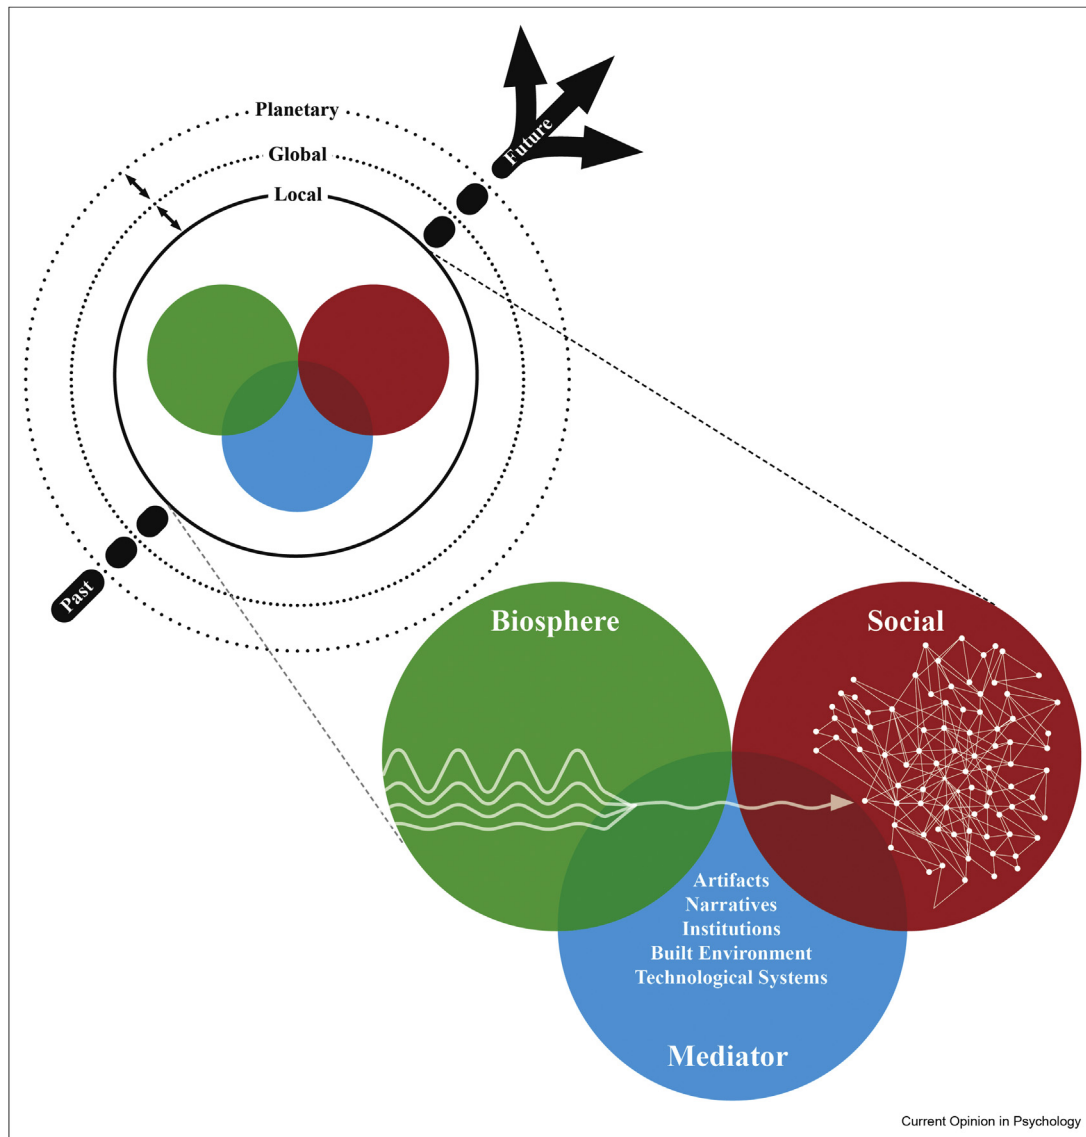 Planetary
Global
Local
Future
Past
Biosphere
Social
Artifacts
Narratives
Institutions
Built Environment
Technological Systems
Mediator
Current Opinion in Psychology